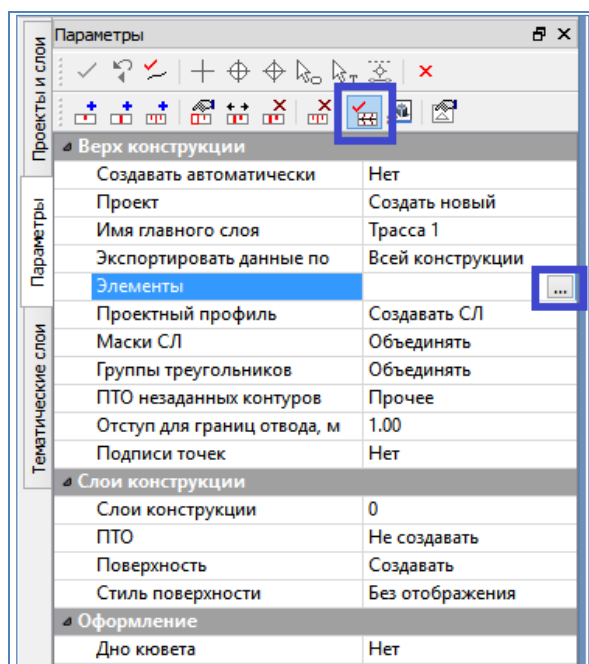 Параметры
Проекты и слои
Параметры
Тематические слои
Верх конструкции
Создавать автоматически Нет
Проект Создать новый
Имя главного слоя Трасса 1
Экспортировать данные по Всей конструкции
Элементы ...
Проектный профиль Создавать СЛ
Маски СЛ Объединять
Группы треугольников Объединять
ПТО незаданных контуров Прочее
Отступ для границ отвода, м 1.00
Подписи точек Нет
Слои конструкции
Слои конструкции 0
ПТО Не создавать
Поверхность Создавать
Стиль поверхности Без отображения
Оформление
Дно кювета Нет